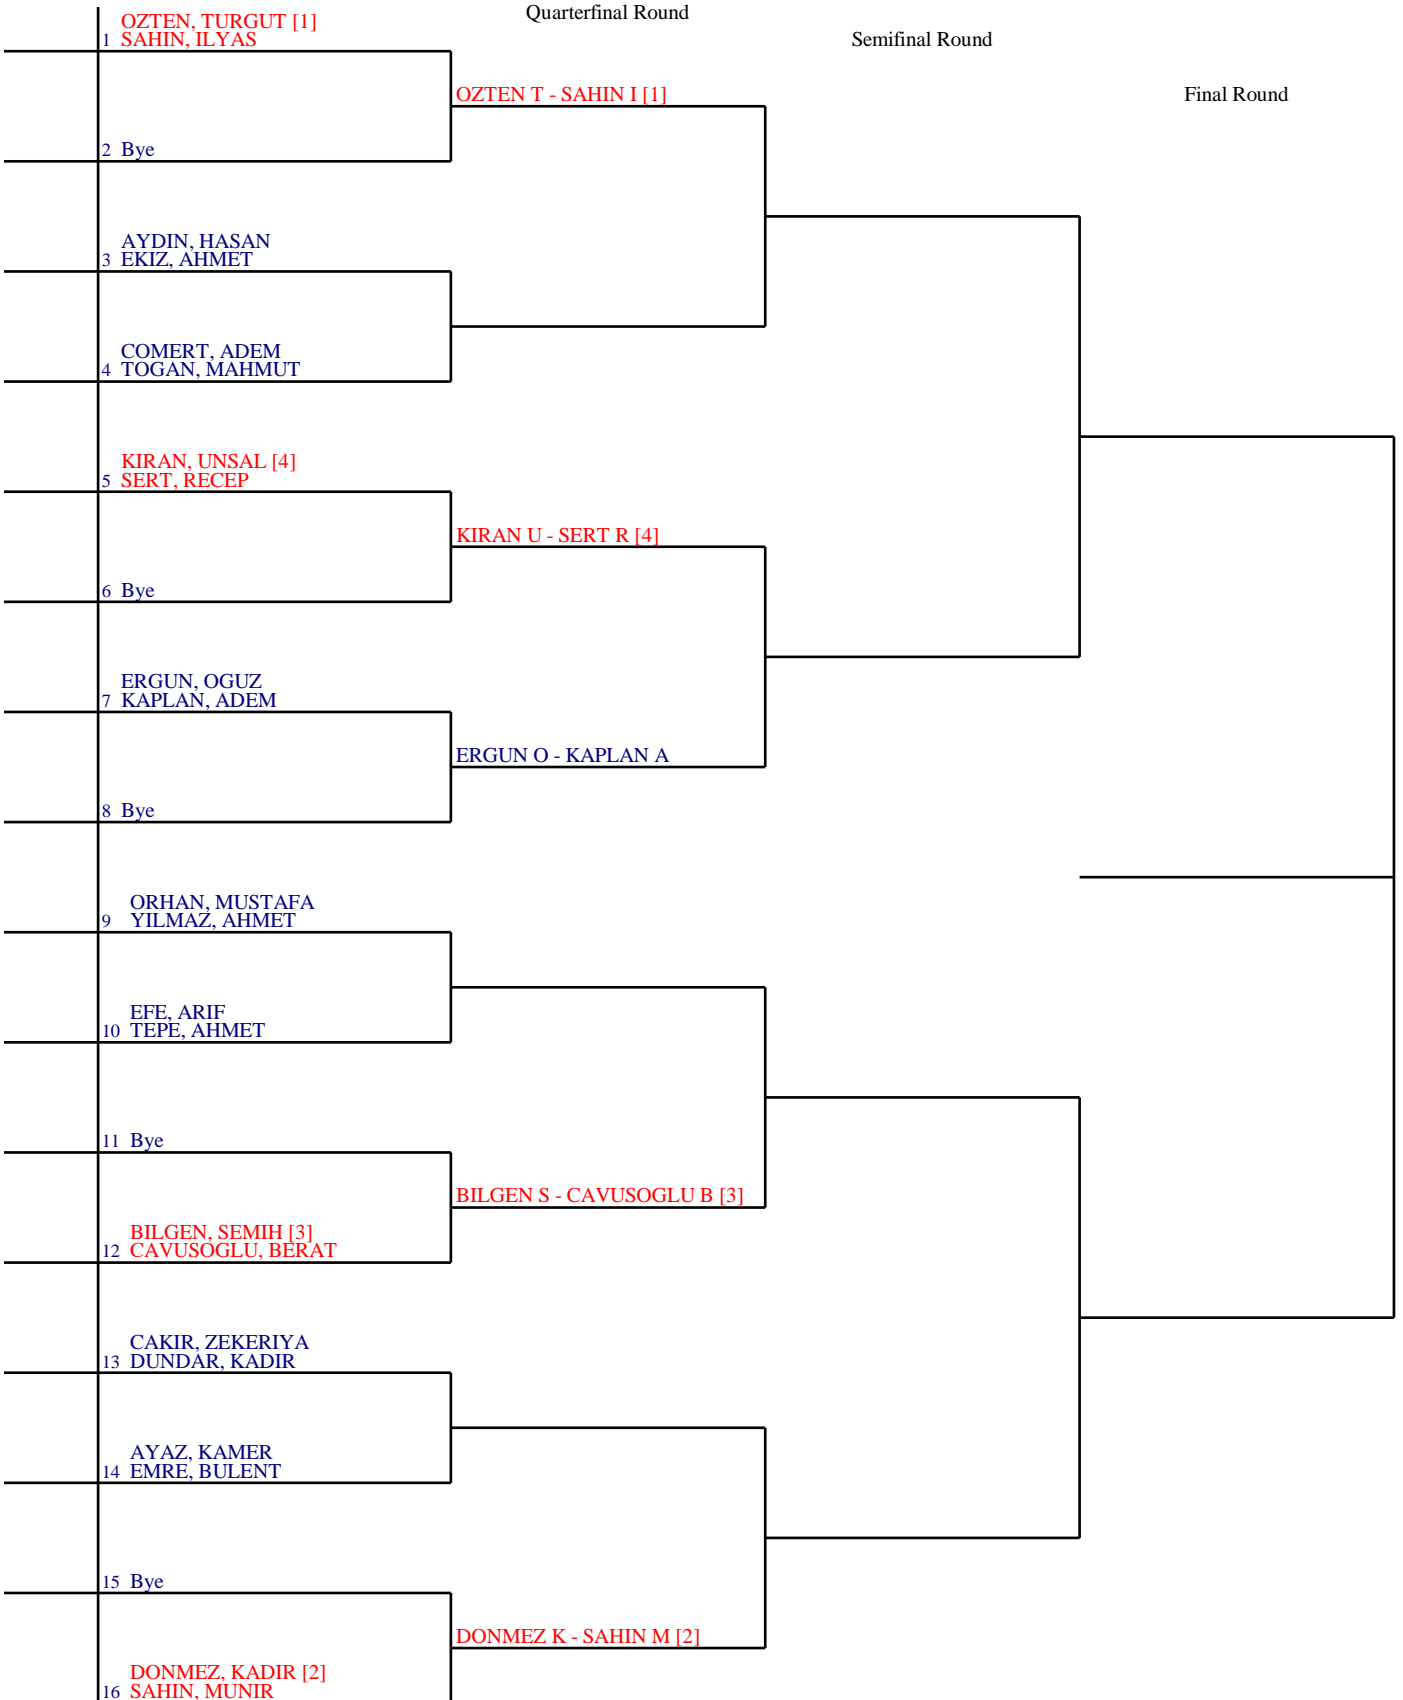 Quarterfinal Round
Semifinal Round
Final Round
OZTEN, TURGUT [1]
1 SAHIN, ILYAS
OZTEN T - SAHIN I [1]
2 Bye
AYDIN, HASAN
3 EKIZ, AHMET
COMERT, ADEM
4 TOGAN, MAHMUT
KIRAN, UNSAL [4]
5 SERT, RECEP
KIRAN U - SERT R [4]
6 Bye
ERGUN, OGUZ
7 KAPLAN, ADEM
ERGUN O - KAPLAN A
8 Bye
ORHAN, MUSTAFA
9 YILMAZ, AHMET
EFE, ARIF
10 TEPE, AHMET
11 Bye
BILGEN S - CAVUSOGLU B [3]
BILGEN, SEMIH [3]
12 CAVUSOGLU, BERAT
CAKIR, ZEKERIYA
13 DUNDAR, KADIR
AYAZ, KAMER
14 EMRE, BULENT
15 Bye
DONMEZ K - SAHIN M [2]
DONMEZ, KADIR [2]
16 SAHIN, MUNIR